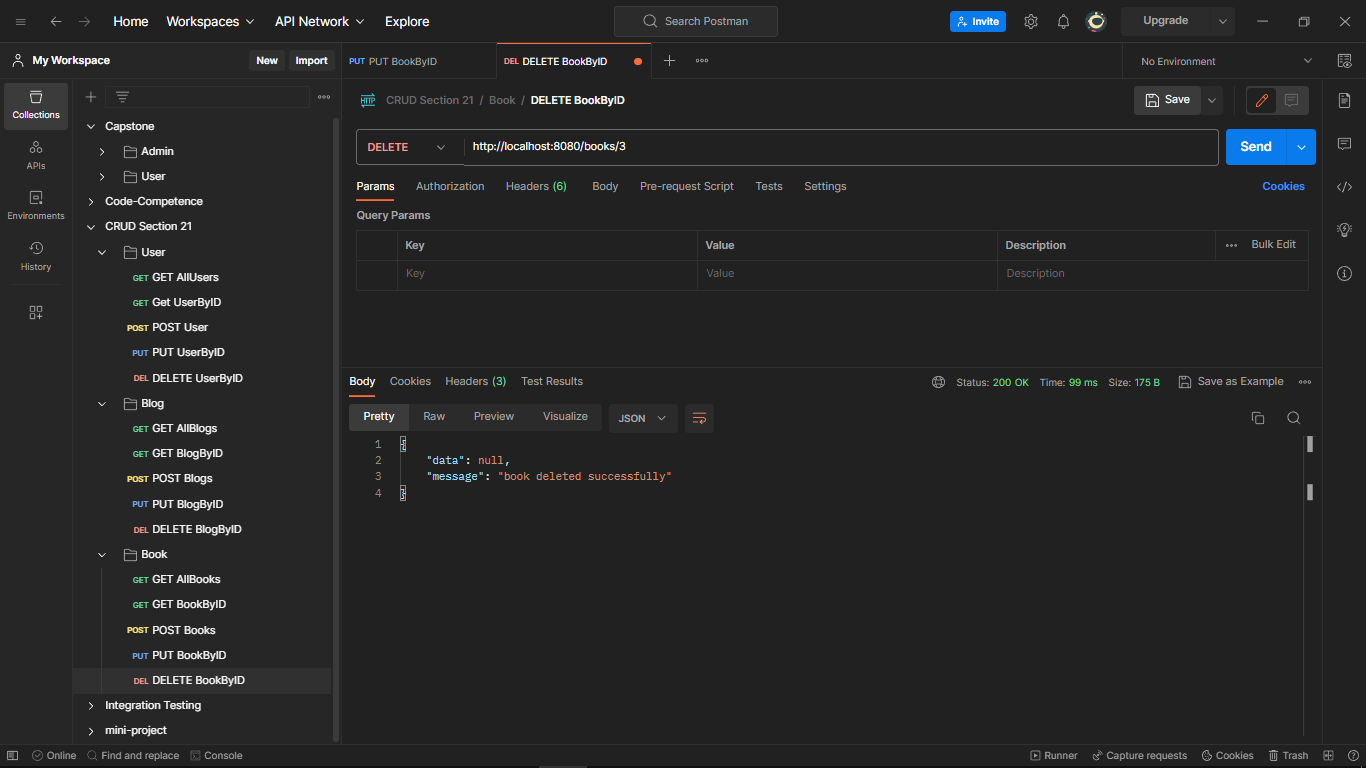 Home Workspaces API Network Explore Search Postman Invite Upgrade
My Workspace New Import PUT PUT BookByID DEL DELETE BookByID No Environment
Collections
APIs
Environments
History
Capstone
Admin
User
Code-Competence
CRUD Section 21
User
GET GET AllUsers
GET Get UserByID
POST POST User
PUT PUT UserByID
DEL DELETE UserByID
Blog
GET GET AllBlogs
GET GET BlogByID
POST POST Blogs
PUT PUT BlogByID
DEL DELETE BlogByID
Book
GET GET AllBooks
GET GET BookByID
POST POST Books
PUT PUT BookByID
DEL DELETE BookByID
Integration Testing
mini-project
HTTP CRUD Section 21 / Book / DELETE BookByID Save
DELETE http://localhost:8080/books/3 Send
Params Authorization Headers (6) Body Pre-request Script Tests Settings Cookies
Query Params
Key Value Description Bulk Edit
Key Value Description
Body Cookies Headers (3) Test Results Status: 200 OK Time: 99 ms Size: 175 B Save as Example
Pretty Raw Preview Visualize JSON
1 {
2 "data": null,
3 "message": "book deleted successfully"
4 }
Online Find and replace Console Runner Capture requests Cookies Trash